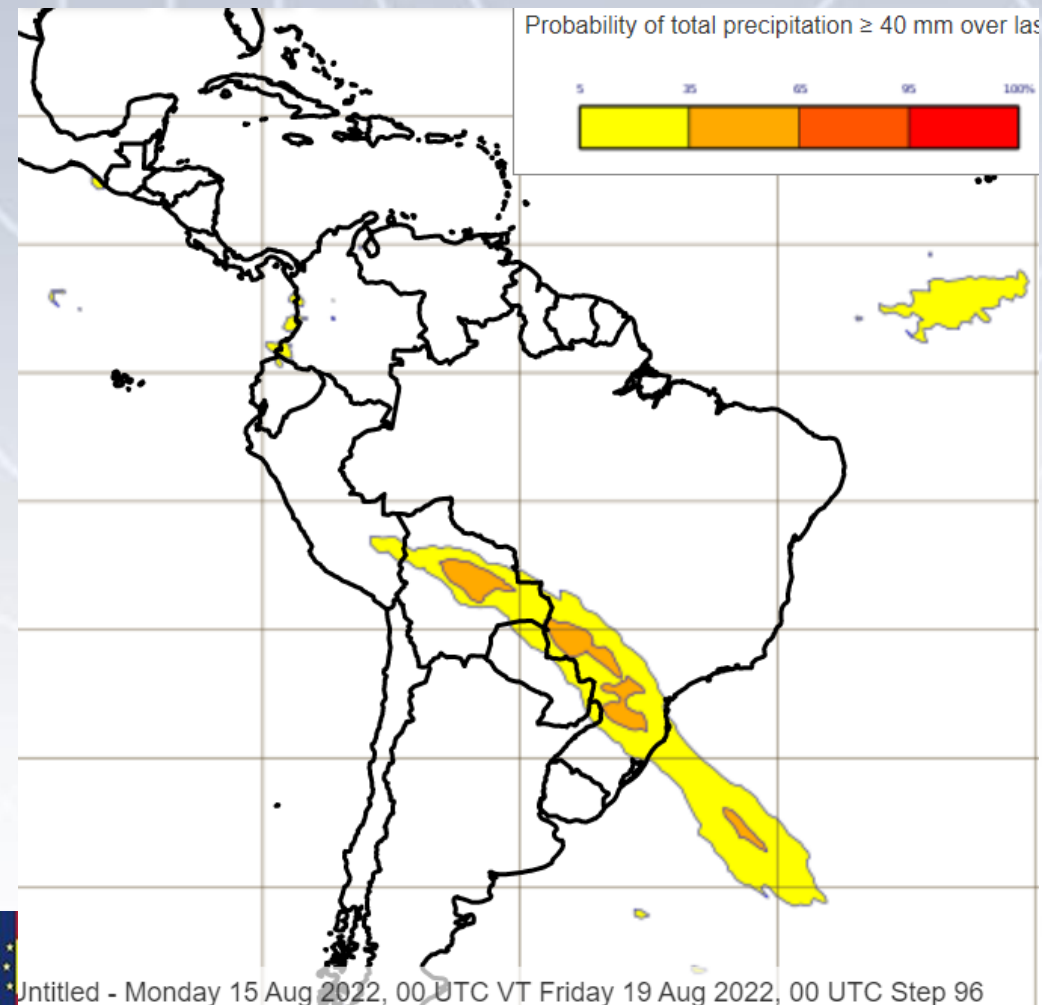 Probability of total precipitation ≥ 40 mm over las
5 35 65 95 100%
Untitled - Monday 15 Aug 2022, 00 UTC VT Friday 19 Aug 2022, 00 UTC Step 96